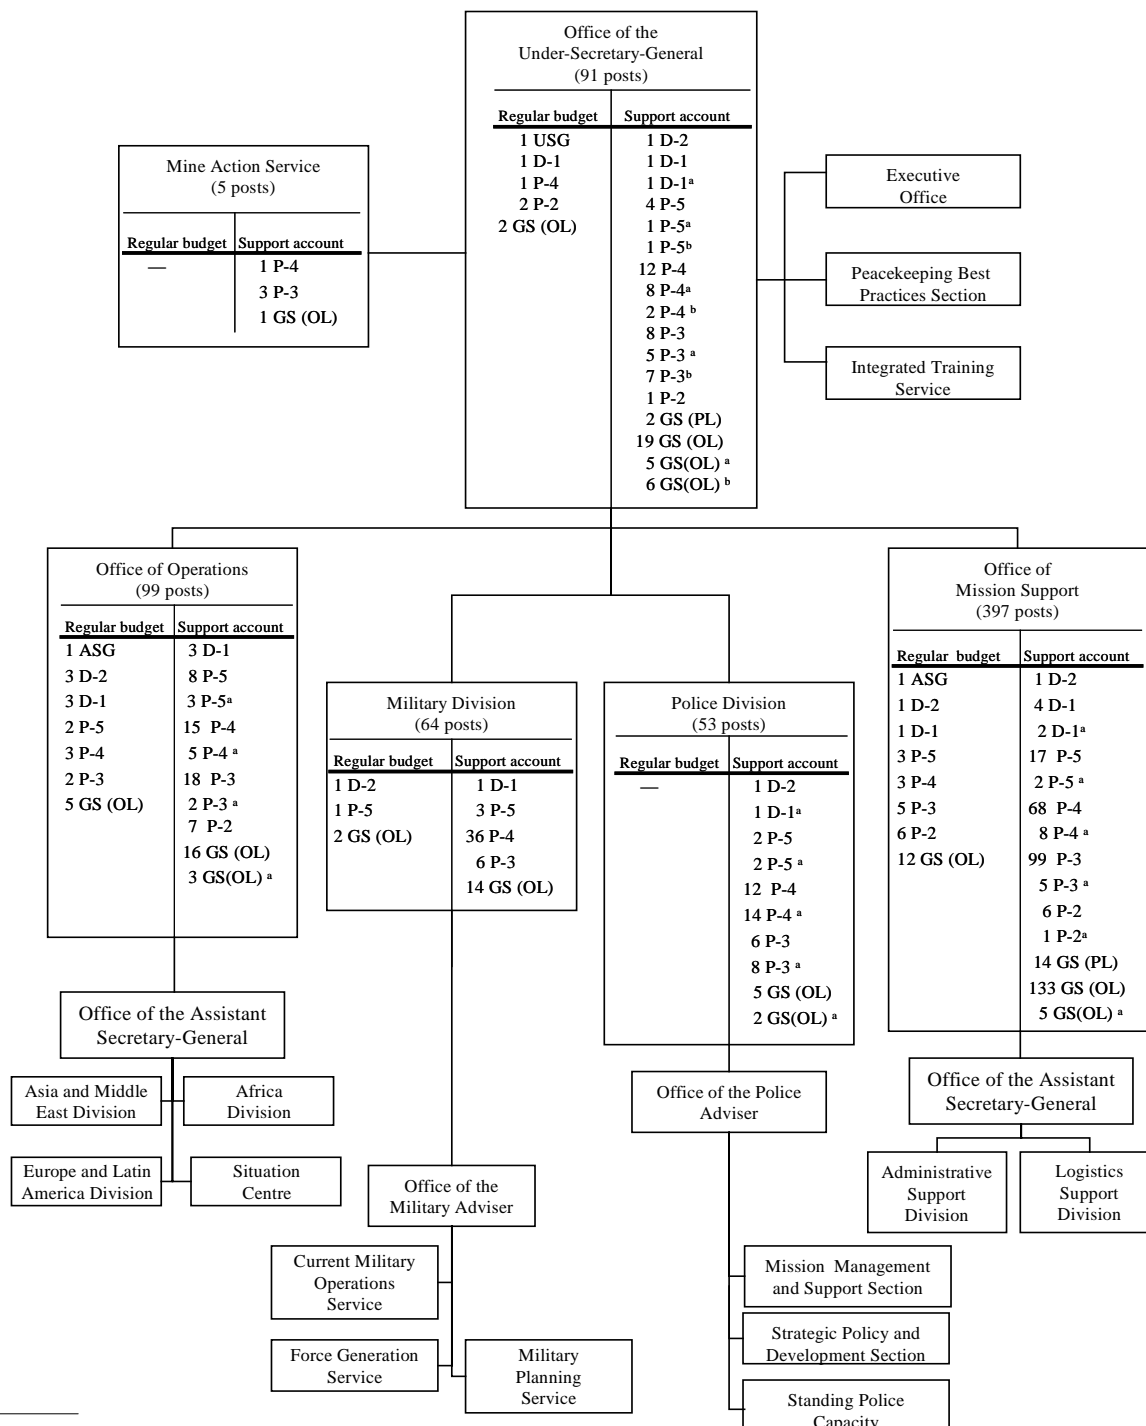 Office of the
Under-Secretary-General
(91 posts)
Regular budget Support account
1 USG
1 D-1
1 P-4
2 P-2
2 GS (OL)
1 D-2
1 D-1
1 D-1ᵃ
4 P-5
1 P-5ᵃ
1 P-5ᵇ
12 P-4
8 P-4ᵃ
2 P-4 ᵇ
8 P-3
5 P-3 ᵃ
7 P-3ᵇ
1 P-2
2 GS (PL)
19 GS (OL)
5 GS(OL) ᵃ
6 GS(OL) ᵇ
Mine Action Service
(5 posts)
Regular budget Support account
—
1 P-4
3 P-3
1 GS (OL)
Executive
Office
Peacekeeping Best
Practices Section
Integrated Training
Service
Office of Operations
(99 posts)
Regular budget Support account
1 ASG
3 D-2
3 D-1
2 P-5
3 P-4
2 P-3
5 GS (OL)
3 D-1
8 P-5
3 P-5ᵃ
15 P-4
5 P-4 ᵃ
18 P-3
2 P-3 ᵃ
7 P-2
16 GS (OL)
3 GS(OL) ᵃ
Military Division
(64 posts)
Regular budget Support account
1 D-2
1 P-5
2 GS (OL)
1 D-1
3 P-5
36 P-4
6 P-3
14 GS (OL)
Police Division
(53 posts)
Regular budget Support account
—
1 D-2
1 D-1ᵃ
2 P-5
2 P-5 ᵃ
12 P-4
14 P-4 ᵃ
6 P-3
8 P-3 ᵃ
5 GS (OL)
2 GS(OL) ᵃ
Office of
Mission Support
(397 posts)
Regular budget Support account
1 ASG
1 D-2
1 D-1
3 P-5
3 P-4
5 P-3
6 P-2
12 GS (OL)
1 D-2
4 D-1
2 D-1ᵃ
17 P-5
2 P-5 ᵃ
68 P-4
8 P-4 ᵃ
99 P-3
5 P-3 ᵃ
6 P-2
1 P-2ᵃ
14 GS (PL)
133 GS (OL)
5 GS(OL) ᵃ
Office of the Assistant
Secretary-General
Asia and Middle
East Division
Africa
Division
Europe and Latin
America Division
Situation
Centre
Office of the
Military Adviser
Current Military
Operations
Service
Force Generation
Service
Military
Planning
Service
Office of the Police
Adviser
Mission Management
and Support Section
Strategic Policy and
Development Section
Standing Police
Capacity
Office of the Assistant
Secretary-General
Administrative
Support
Division
Logistics
Support
Division